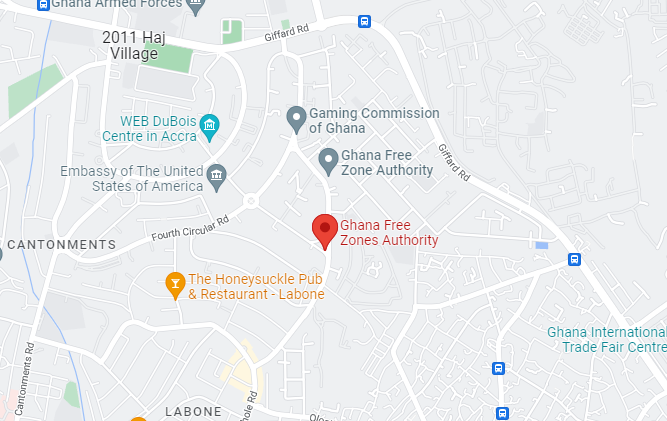 Ghana Armed Forces
2011 Haj
Village
Giffard Rd
Gaming Commission
of Ghana
WEB DuBois
Centre in Accra
Ghana Free
Zone Authority
Giffard Rd
Embassy of The United
States of America
Fourth Circular Rd
Ghana Free
Zones Authority
CANTONMENTS
The Honeysuckle Pub
& Restaurant - Labone
Ghana International
Trade Fair Centre
Cantonments Rd
LABONE